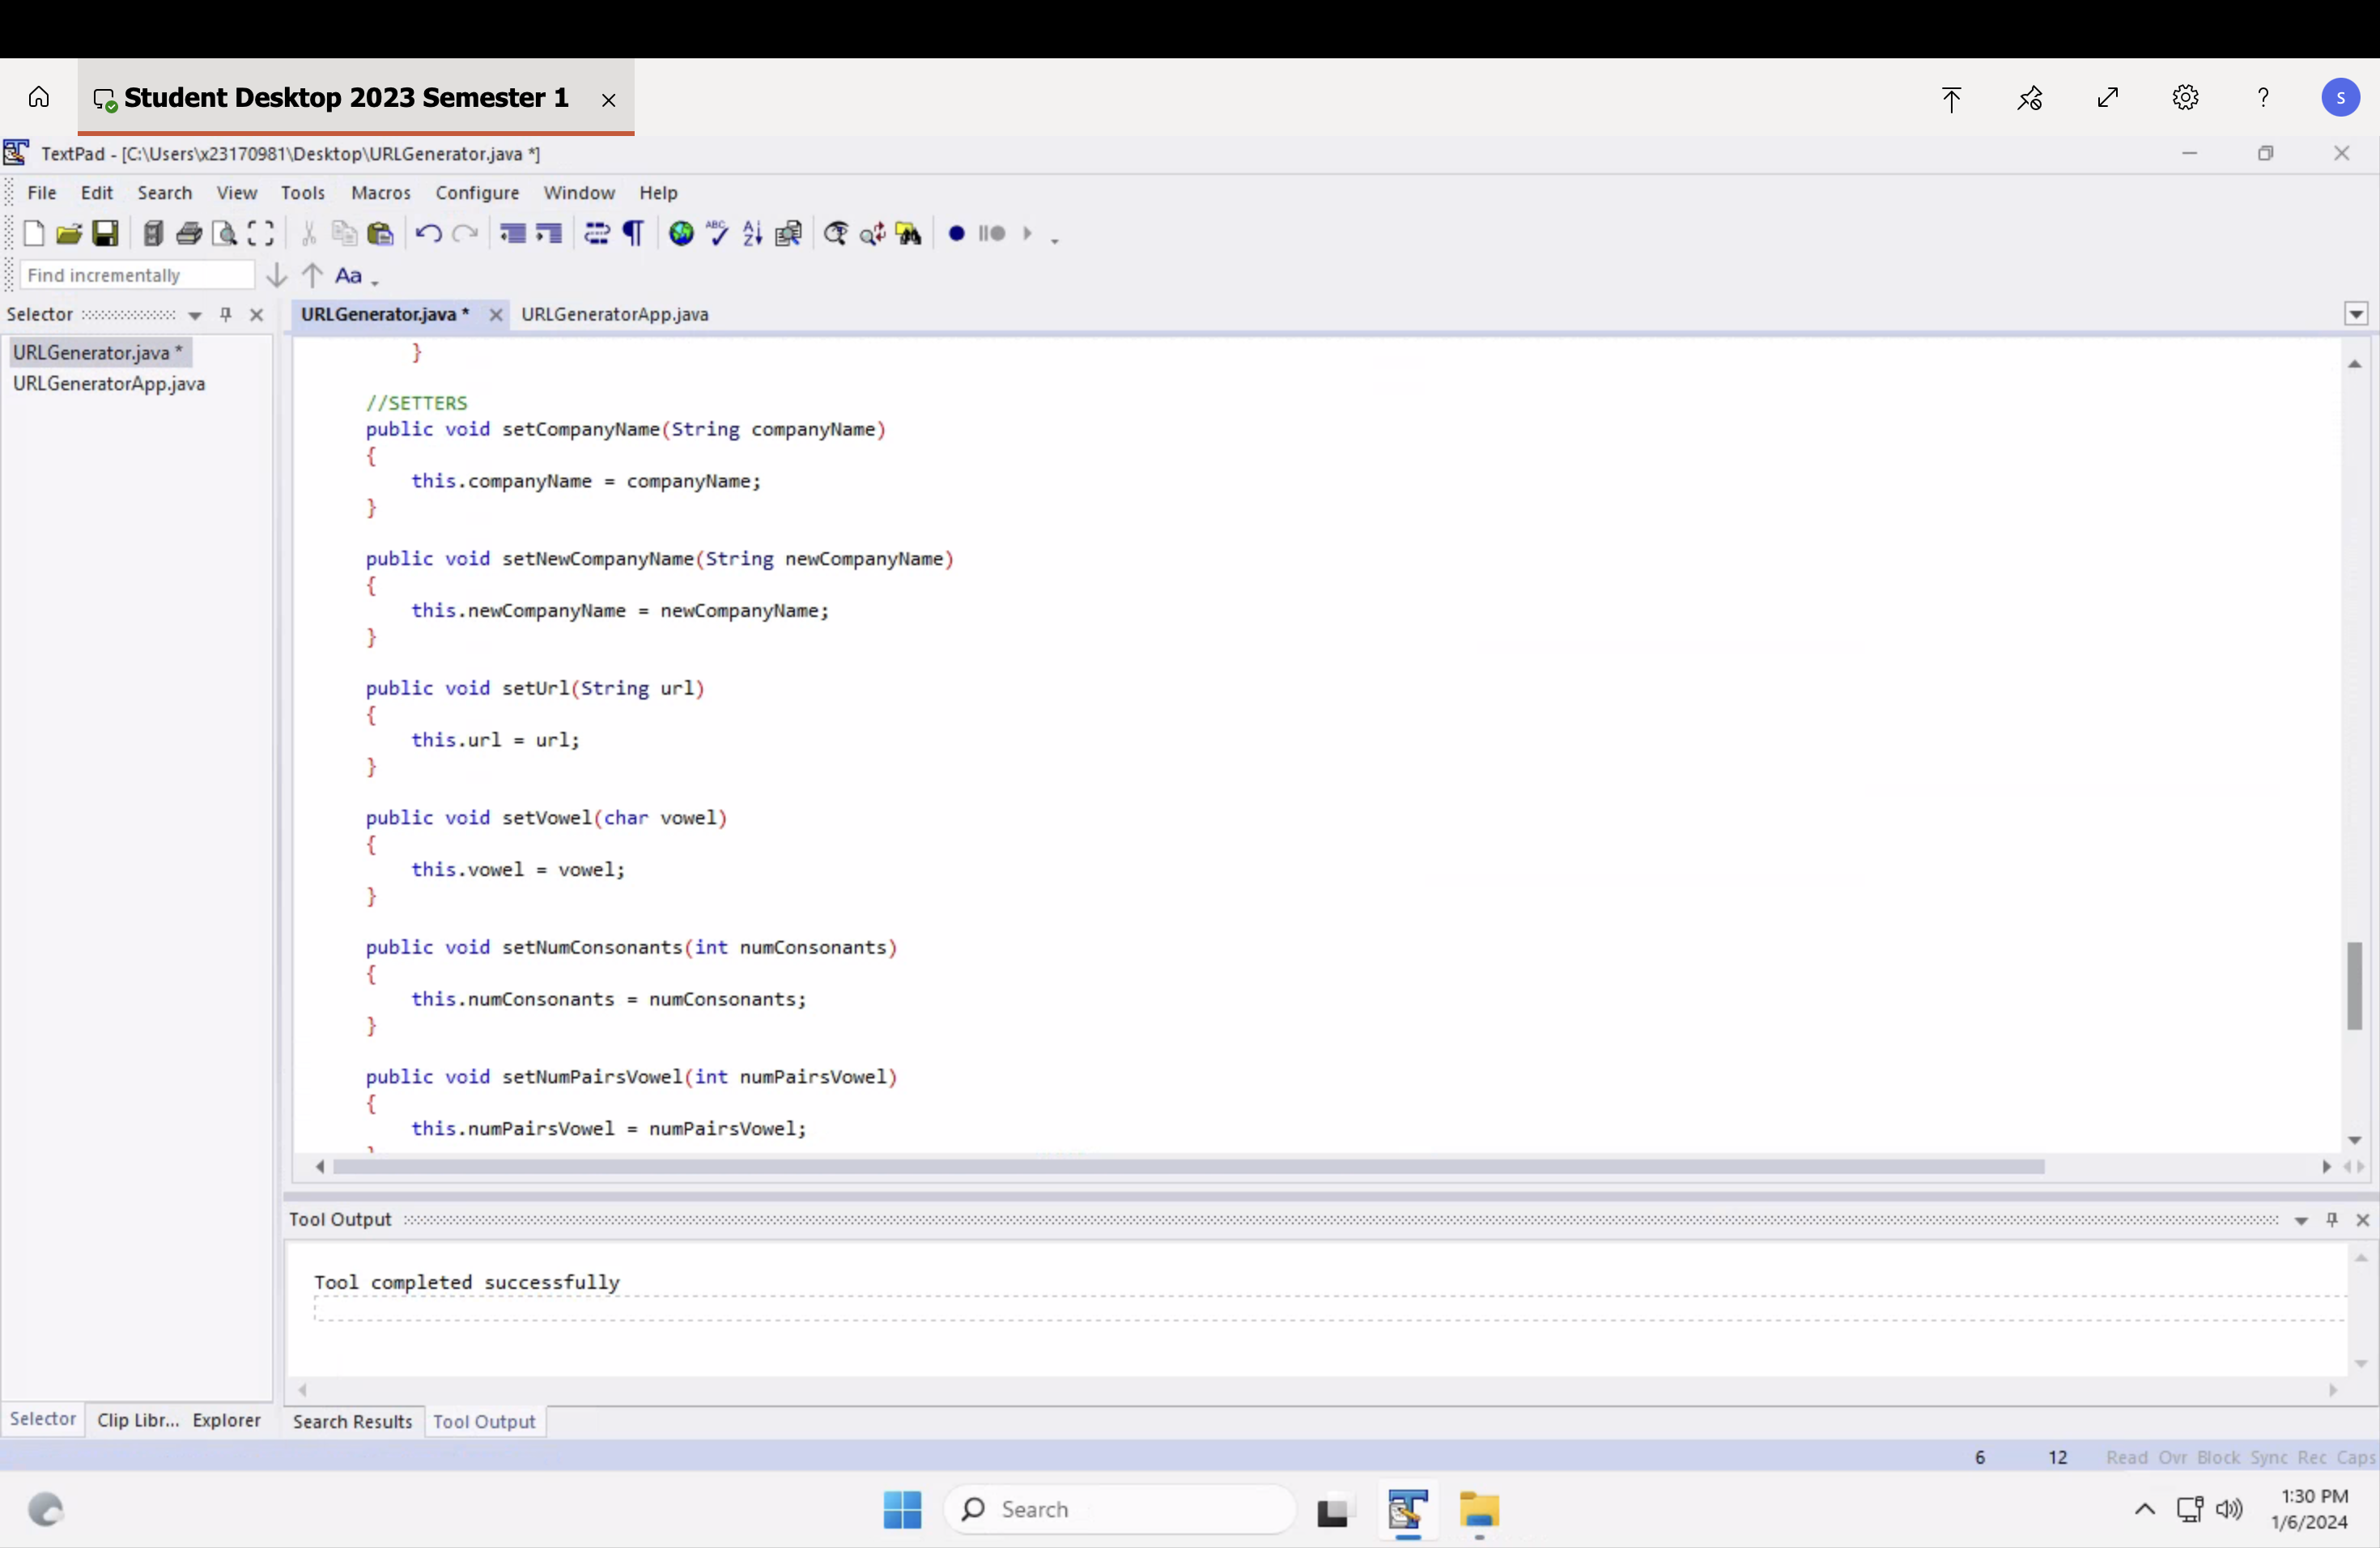 Student Desktop 2023 Semester 1
S
TextPad - [C:\Users\x23170981\Desktop\URLGenerator.java *]
File Edit Search View Tools Macros Configure Window Help
Find incrementally Aa
Selector
URLGenerator.java *
URLGeneratorApp.java
URLGenerator.java * URLGeneratorApp.java
}
//SETTERS
public void setCompanyName(String companyName)
{
this.companyName = companyName;
}
public void setNewCompanyName(String newCompanyName)
{
this.newCompanyName = newCompanyName;
}
public void setUrl(String url)
{
this.url = url;
}
public void setVowel(char vowel)
{
this.vowel = vowel;
}
public void setNumConsonants(int numConsonants)
{
this.numConsonants = numConsonants;
}
public void setNumPairsVowel(int numPairsVowel)
{
this.numPairsVowel = numPairsVowel;
Tool Output
Tool completed successfully
Selector Clip Libr... Explorer
Search Results Tool Output
6 12 Read Ovr Block Sync Rec Caps
Search
1:30 PM
1/6/2024